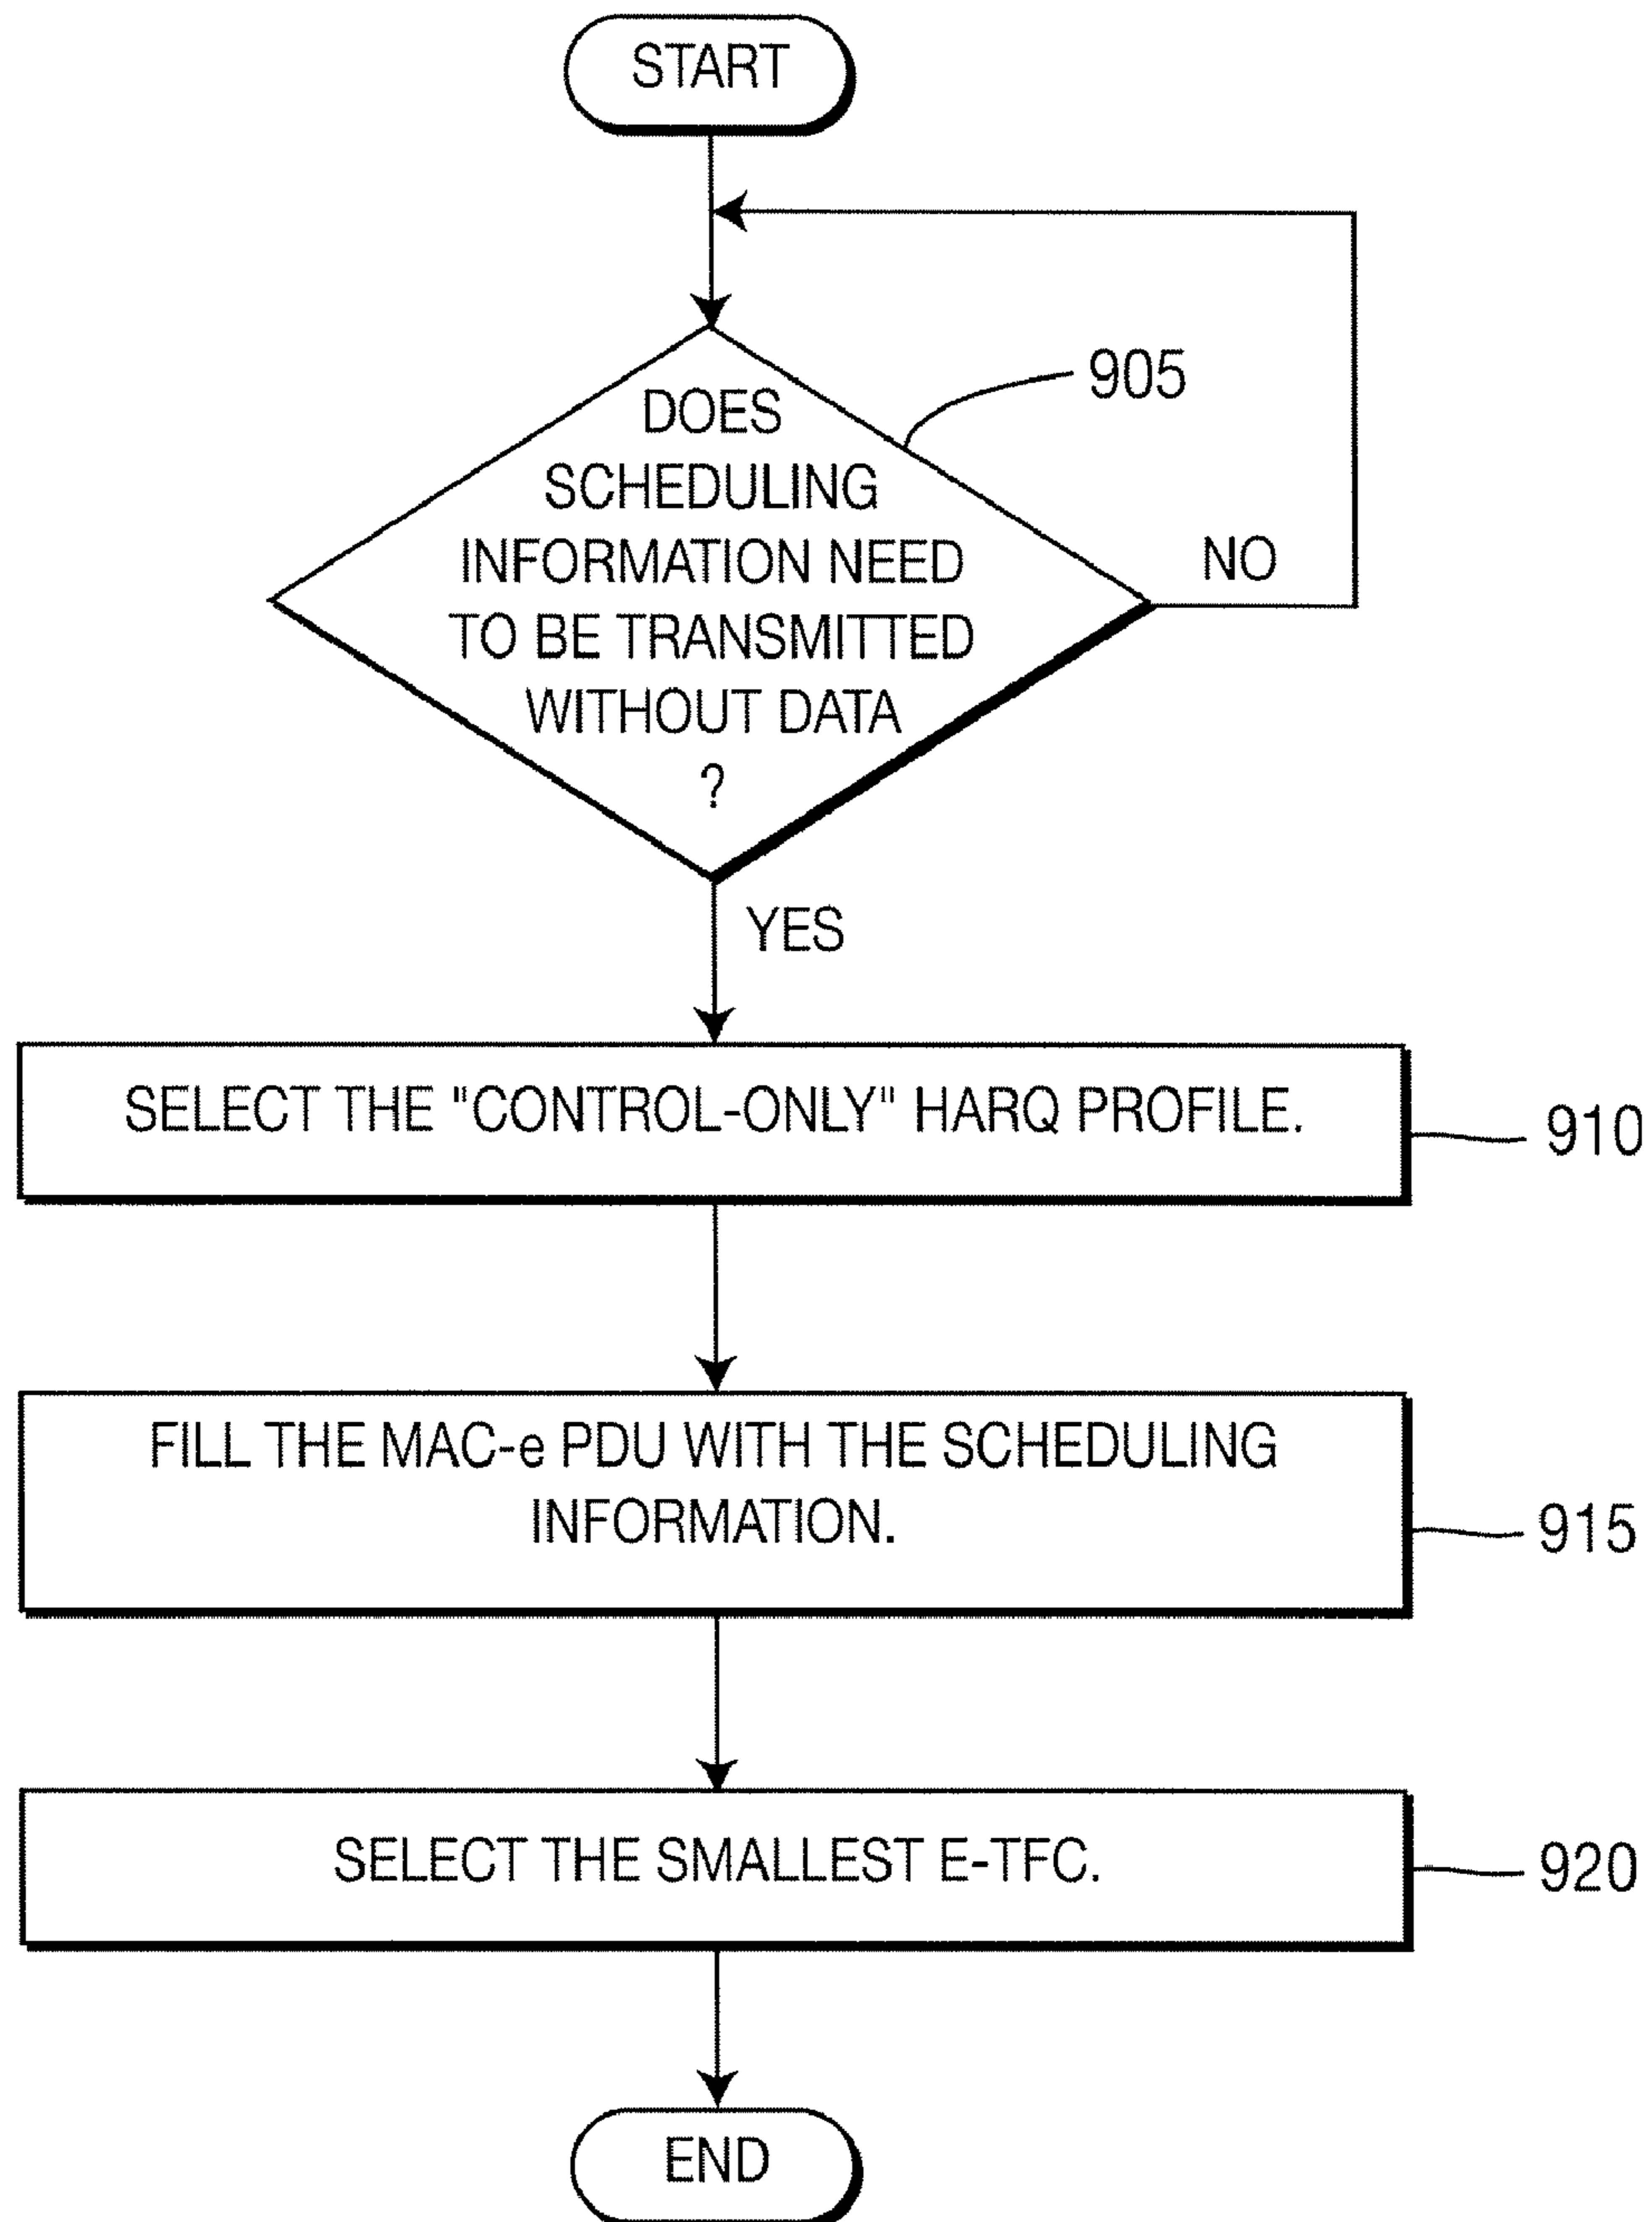 START
DOES
SCHEDULING
INFORMATION NEED
TO BE TRANSMITTED
WITHOUT DATA
?
905
NO
YES
SELECT THE "CONTROL-ONLY" HARQ PROFILE.
910
FILL THE MAC-e PDU WITH THE SCHEDULING
INFORMATION.
915
SELECT THE SMALLEST E-TFC.
920
END